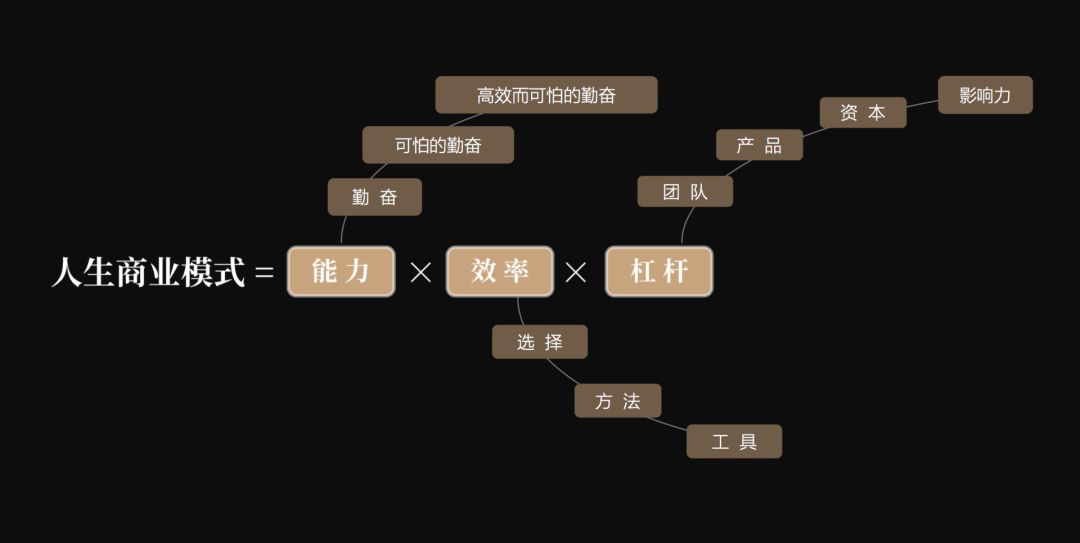 高效而可怕的勤奋
影响力
资本
可怕的勤奋
产品
勤奋
团队
人生商业模式=能力×效率×杠杆
选择
方法
工具